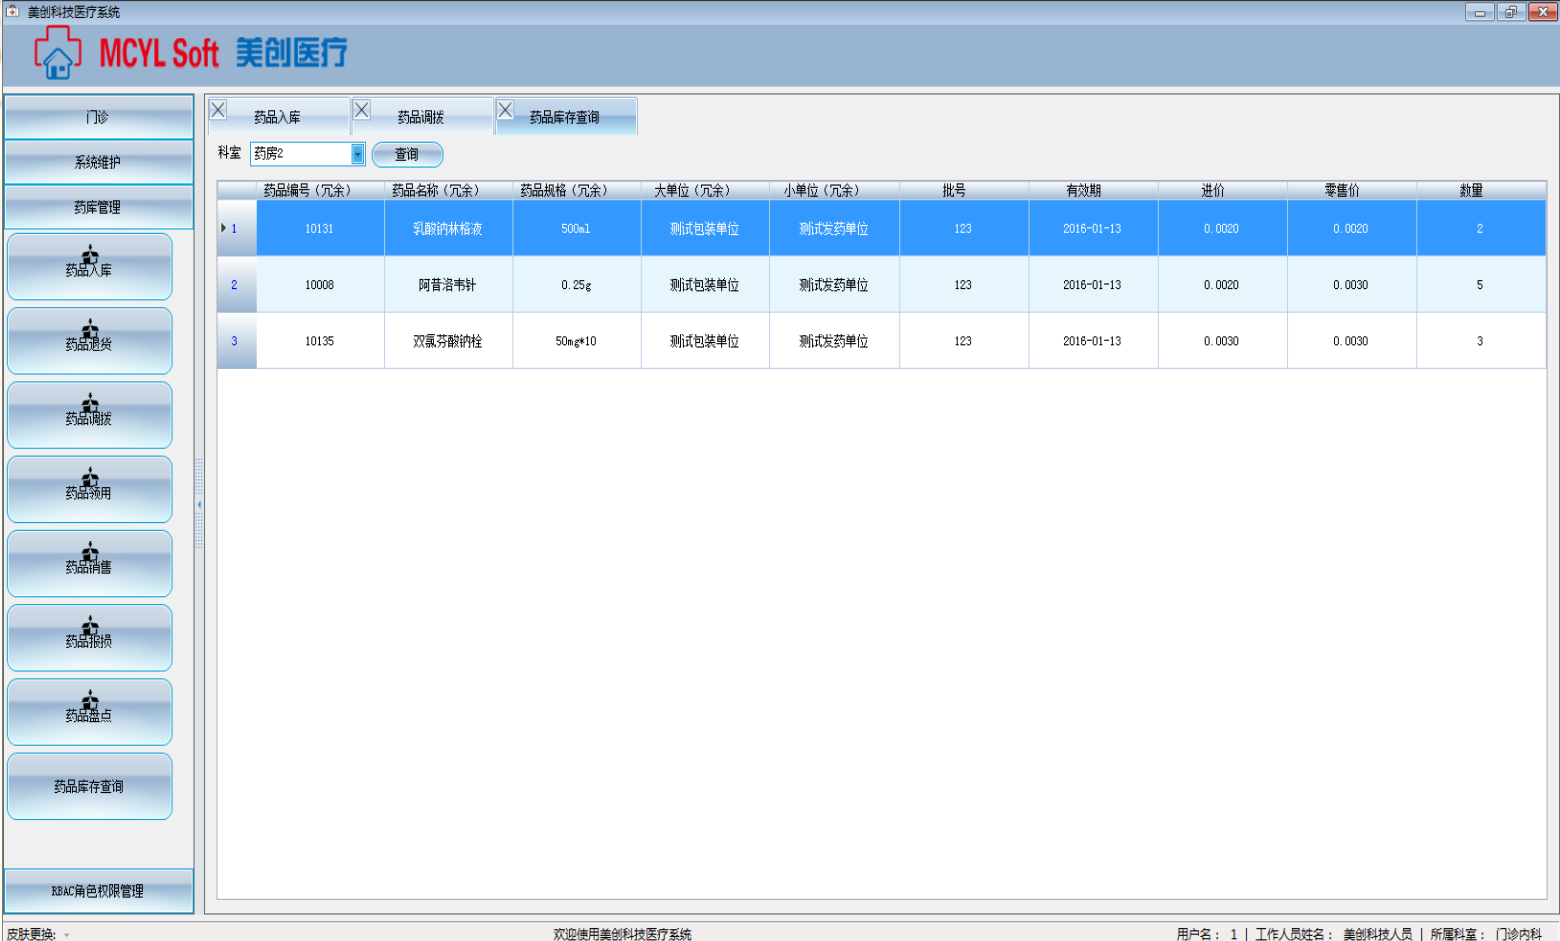 美创科技医疗系统
MCYL Soft 美创医疗
门诊
系统维护
药库管理
药品入库
药品退货
药品调拨
药品领用
药品销售
药品报损
药品盘点
药品库存查询
RBAC角色权限管理
药品入库 药品调拨 药品库存查询
科室 药房2 查询
药品编号（冗余） 药品名称（冗余） 药品规格（冗余） 大单位（冗余） 小单位（冗余） 批号 有效期 进价 零售价 数量
1 10131 乳酸钠林格液 500ml 测试包装单位 测试发药单位 123 2016-01-13 0.0020 0.0020 2
2 10008 阿昔洛韦针 0.25g 测试包装单位 测试发药单位 123 2016-01-13 0.0020 0.0030 5
3 10135 双氯芬酸钠栓 50mg*10 测试包装单位 测试发药单位 123 2016-01-13 0.0030 0.0030 3
皮肤更换: 欢迎使用美创科技医疗系统 用户名： 1 | 工作人员姓名： 美创科技人员 | 所属科室： 门诊内科